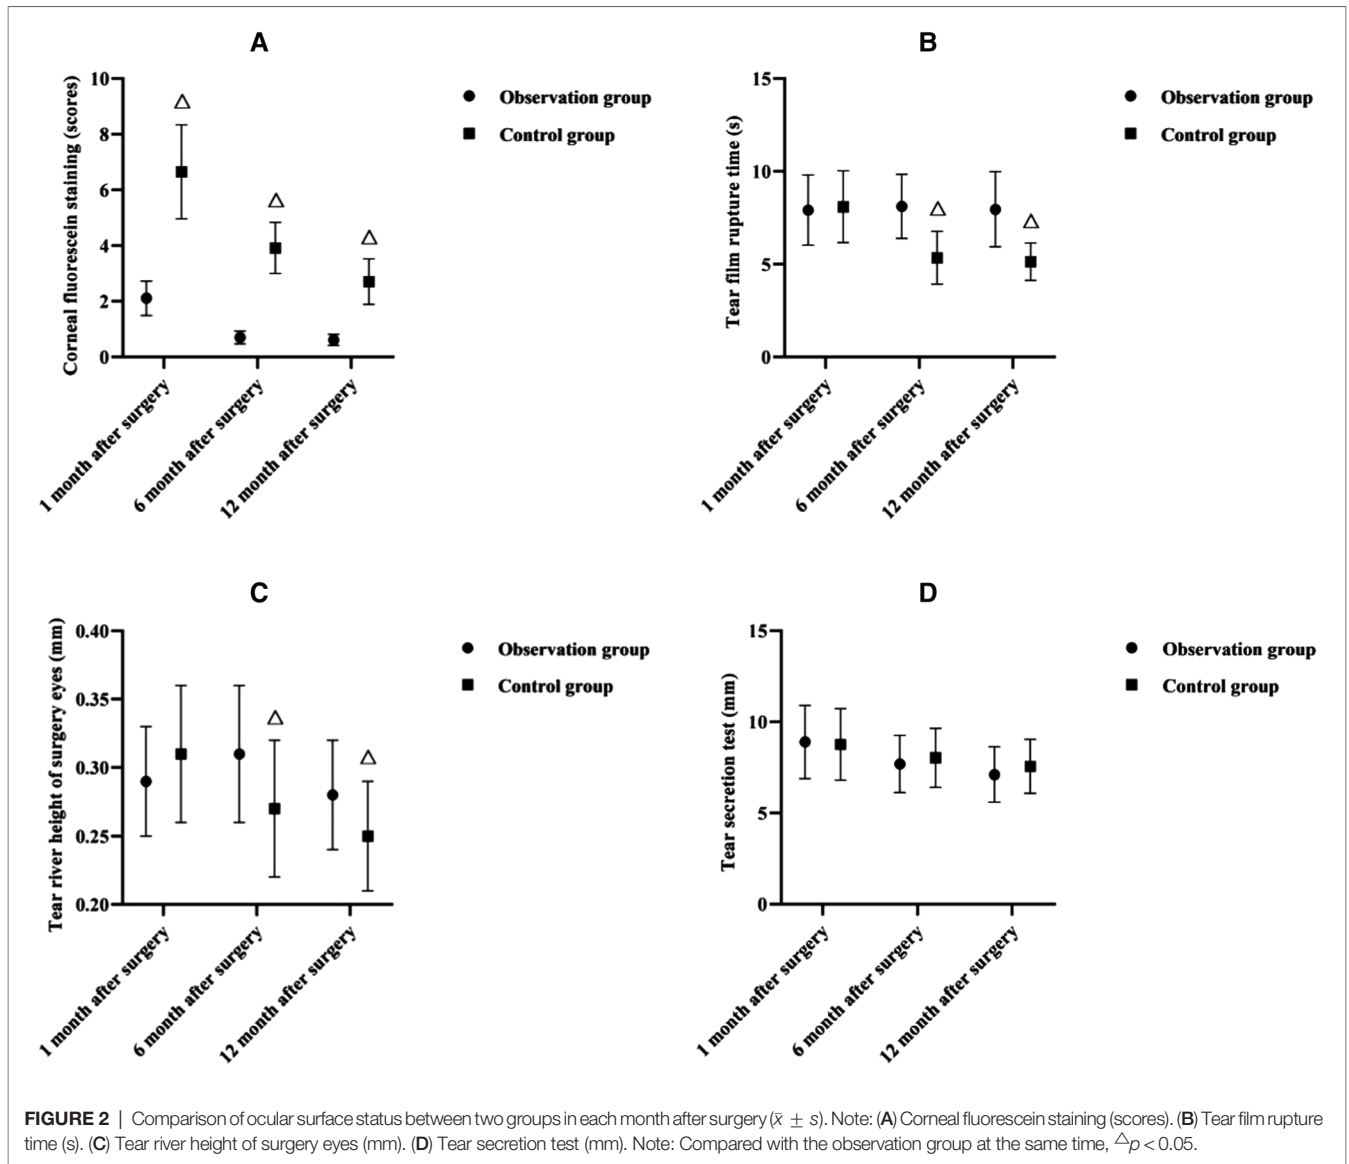 A
Corneal fluorescein staining (scores)
10
8
6
4
2
0
△
△
△
Observation group
Control group
1 month after surgery
6 month after surgery
12 month after surgery
B
Tear film rupture time (s)
15
10
5
0
△
△
Observation group
Control group
1 month after surgery
6 month after surgery
12 month after surgery
C
Tear river height of surgery eyes (mm)
0.40
0.35
0.30
0.25
0.20
△
△
Observation group
Control group
1 month after surgery
6 month after surgery
12 month after surgery
D
Tear secretion test (mm)
15
10
5
0
Observation group
Control group
1 month after surgery
6 month after surgery
12 month after surgery
FIGURE 2 | Comparison of ocular surface status between two groups in each month after surgery (x̄ ± s). Note: (A) Corneal fluorescein staining (scores). (B) Tear film rupture
time (s). (C) Tear river height of surgery eyes (mm). (D) Tear secretion test (mm). Note: Compared with the observation group at the same time, △p < 0.05.